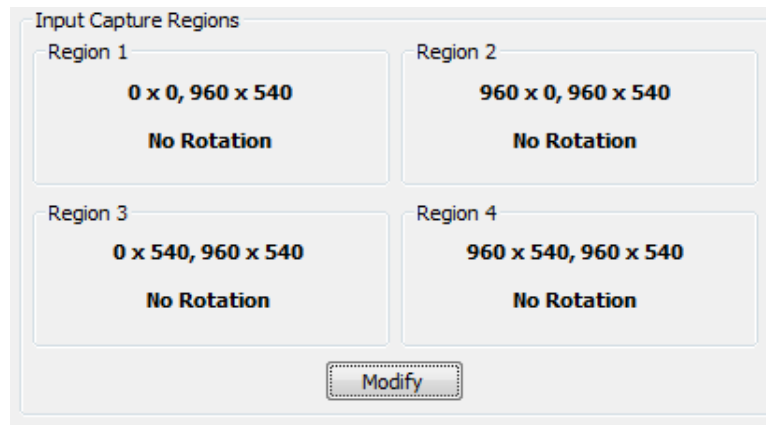 Input Capture Regions
Region 1
0 x 0, 960 x 540
No Rotation
Region 2
960 x 0, 960 x 540
No Rotation
Region 3
0 x 540, 960 x 540
No Rotation
Region 4
960 x 540, 960 x 540
No Rotation
Modify